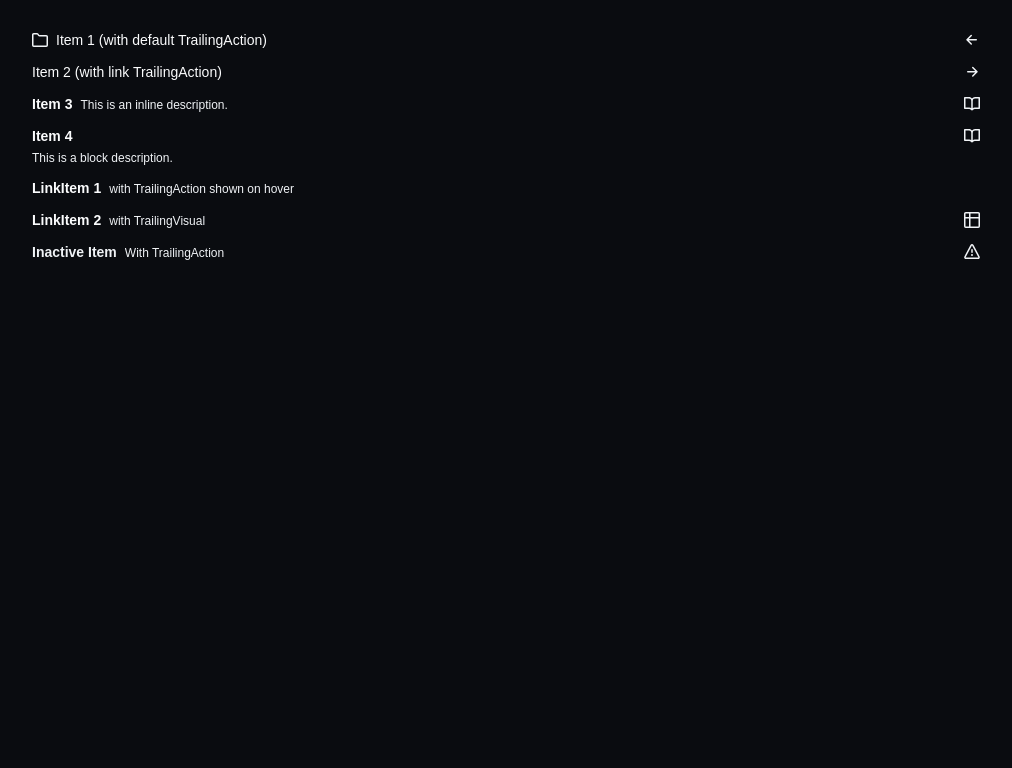 Item 1 (with default TrailingAction)
Item 2 (with link TrailingAction)
Item 3 This is an inline description.
Item 4
This is a block description.
LinkItem 1 with TrailingAction shown on hover
LinkItem 2 with TrailingVisual
Inactive Item With TrailingAction